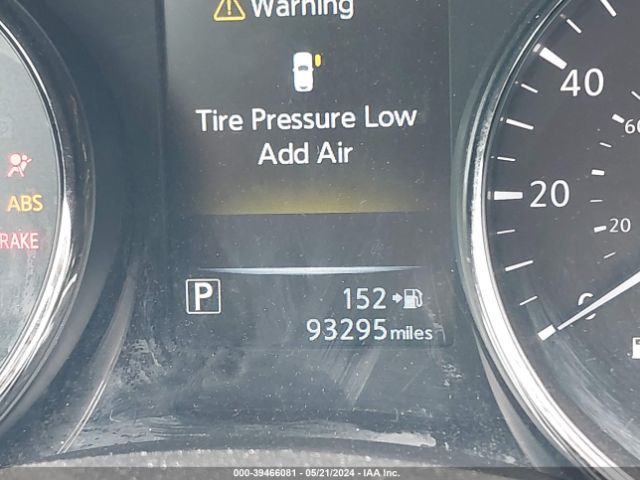 Warning
Tire Pressure Low
Add Air
ABS
RAKE
P
152
93295 miles
40
60
20
20
0
000-39466081 - 05/21/2024 - IAA Inc.